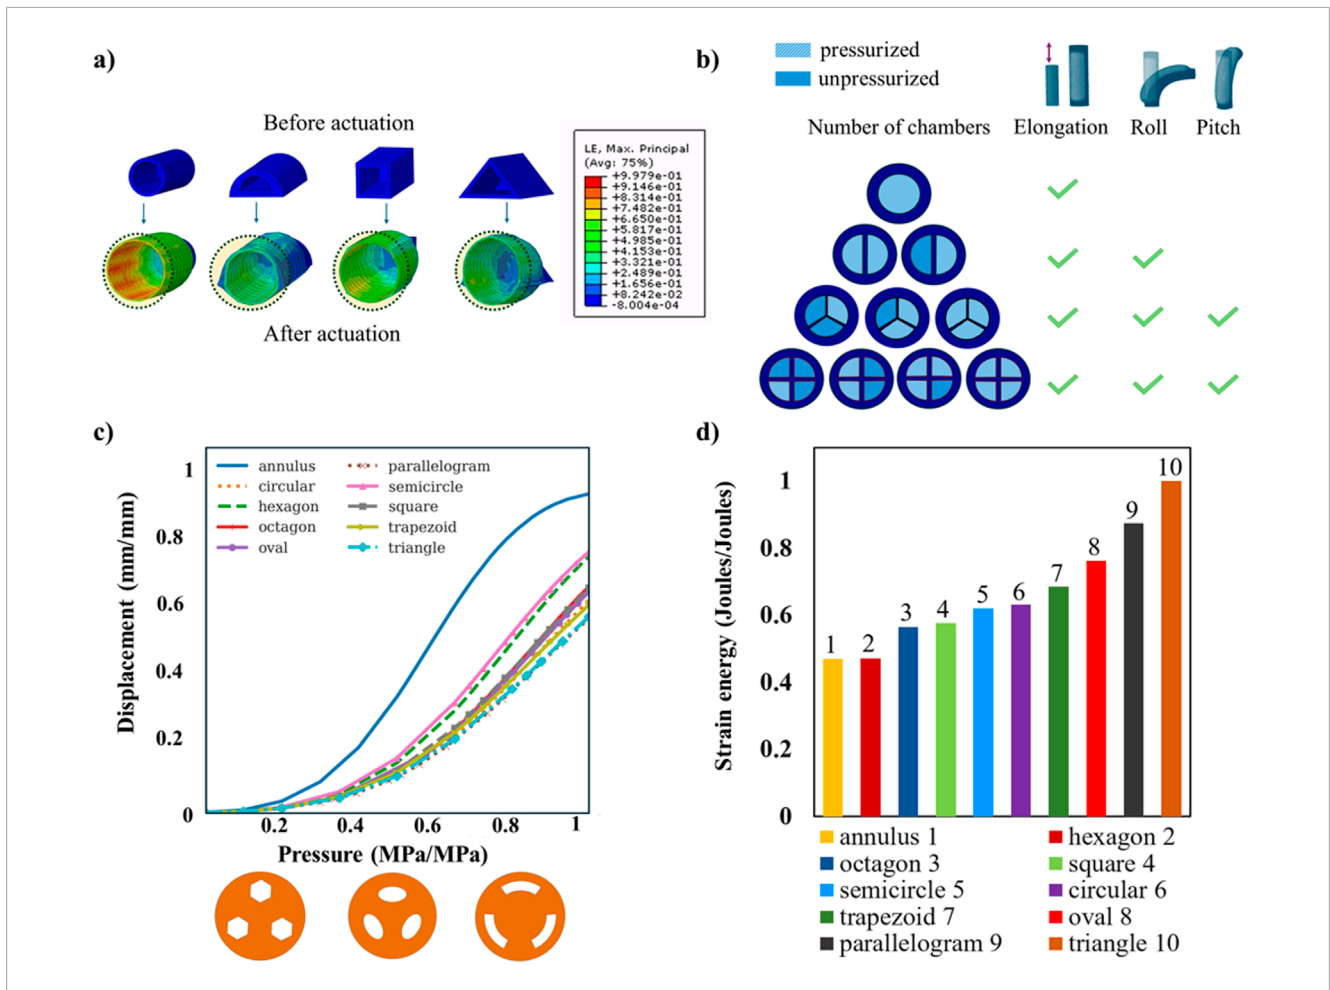 a)
Before actuation
After actuation
LE, Max. Principal
(Avg: 75%)
+9.979e-01
+9.146e-01
+8.314e-01
+7.482e-01
+6.650e-01
+5.817e-01
+4.985e-01
+4.153e-01
+3.321e-01
+2.489e-01
+1.656e-01
+8.242e-02
-8.004e-04
b)
pressurized
unpressurized
Number of chambers Elongation Roll Pitch
c)
Displacement (mm/mm)
1
0.8
0.6
0.4
0.2
0
annulus
circular
hexagon
octagon
oval
parallelogram
semicircle
square
trapezoid
triangle
0.2 0.4 0.6 0.8 1
Pressure (MPa/MPa)
d)
Strain energy (Joules/Joules)
1
0.8
0.6
0.4
0.2
0
1 2 3 4 5 6 7 8 9 10
annulus 1 hexagon 2
octagon 3 square 4
semicircle 5 circular 6
trapezoid 7 oval 8
parallelogram 9 triangle 10